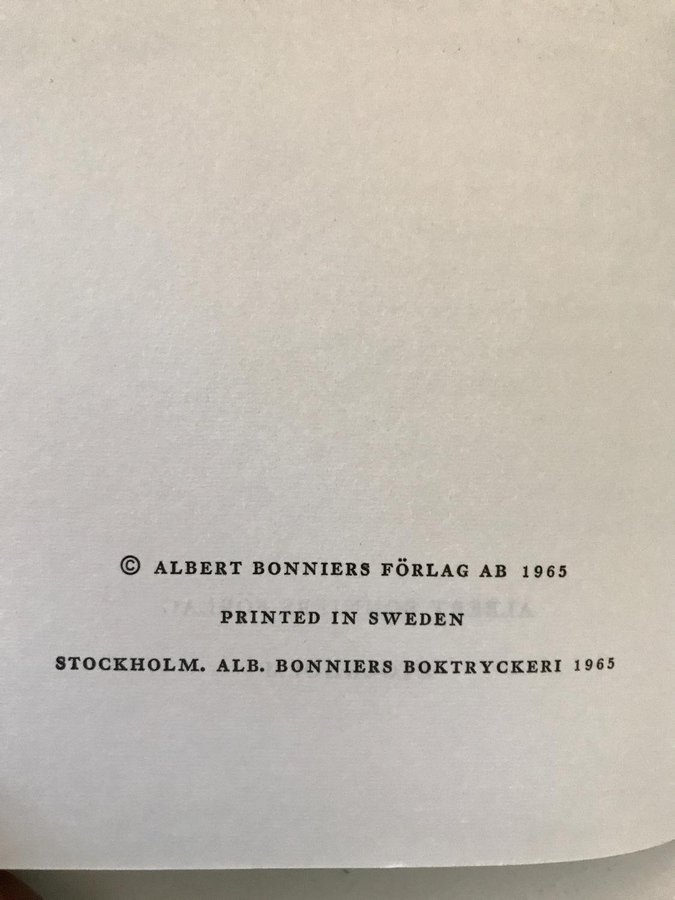 © ALBERT BONNIERS FÖRLAG AB 1965
PRINTED IN SWEDEN
STOCKHOLM. ALB. BONNIERS BOKTRYCKERI 1965